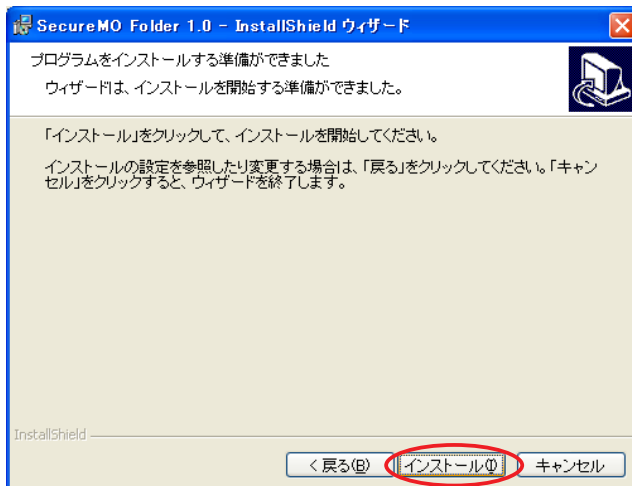 SecureMO Folder 1.0 - InstallShield ウィザード
プログラムをインストールする準備ができました
ウィザードは、インストールを開始する準備ができました。
「インストール」をクリックして、インストールを開始してください。
インストールの設定を参照したり変更する場合は、「戻る」をクリックしてください。「キャン
セル」をクリックすると、ウィザードを終了します。
InstallShield
< 戻る(B)
インストール(I)
キャンセル